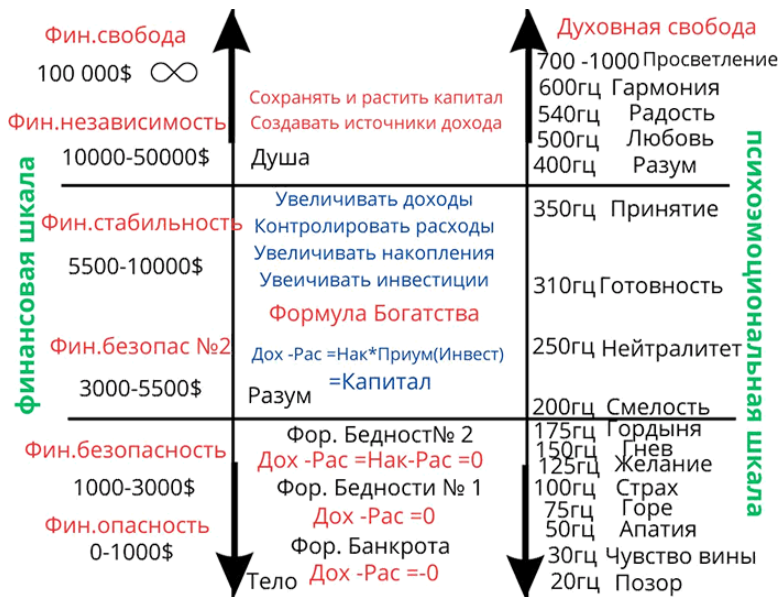 Фин.свобода
100 000$ ∞
Фин.независимость
10000-50000$
Фин.стабильность
5500-10000$
Фин.безопас №2
3000-5500$
Фин.безопасность
1000-3000$
Фин.опасность
0-1000$
финансовая шкала
Сохранять и растить капитал
Создавать источники дохода
Душа
Увеличивать доходы
Контролировать расходы
Увеличивать накопления
Увеичивать инвестиции
Формула Богатства
Дох -Рас =Нак*Приум(Инвест)
=Капитал
Разум
Фор. Бедност№ 2
Дох -Рас =Нак-Рас =0
Фор. Бедности № 1
Дох -Рас =0
Фор. Банкрота
Дох -Рас =-0
Тело
Духовная свобода
700 -1000 Просветление
600гц Гармония
540гц Радость
500гц Любовь
400гц Разум
350гц Принятие
310гц Готовность
250гц Нейтралитет
200гц Смелость
175гц Гордыня
150гц Гнев
125гц Желание
100гц Страх
75гц Горе
50гц Апатия
30гц Чувство вины
20гц Позор
психоэмоциональная шкала